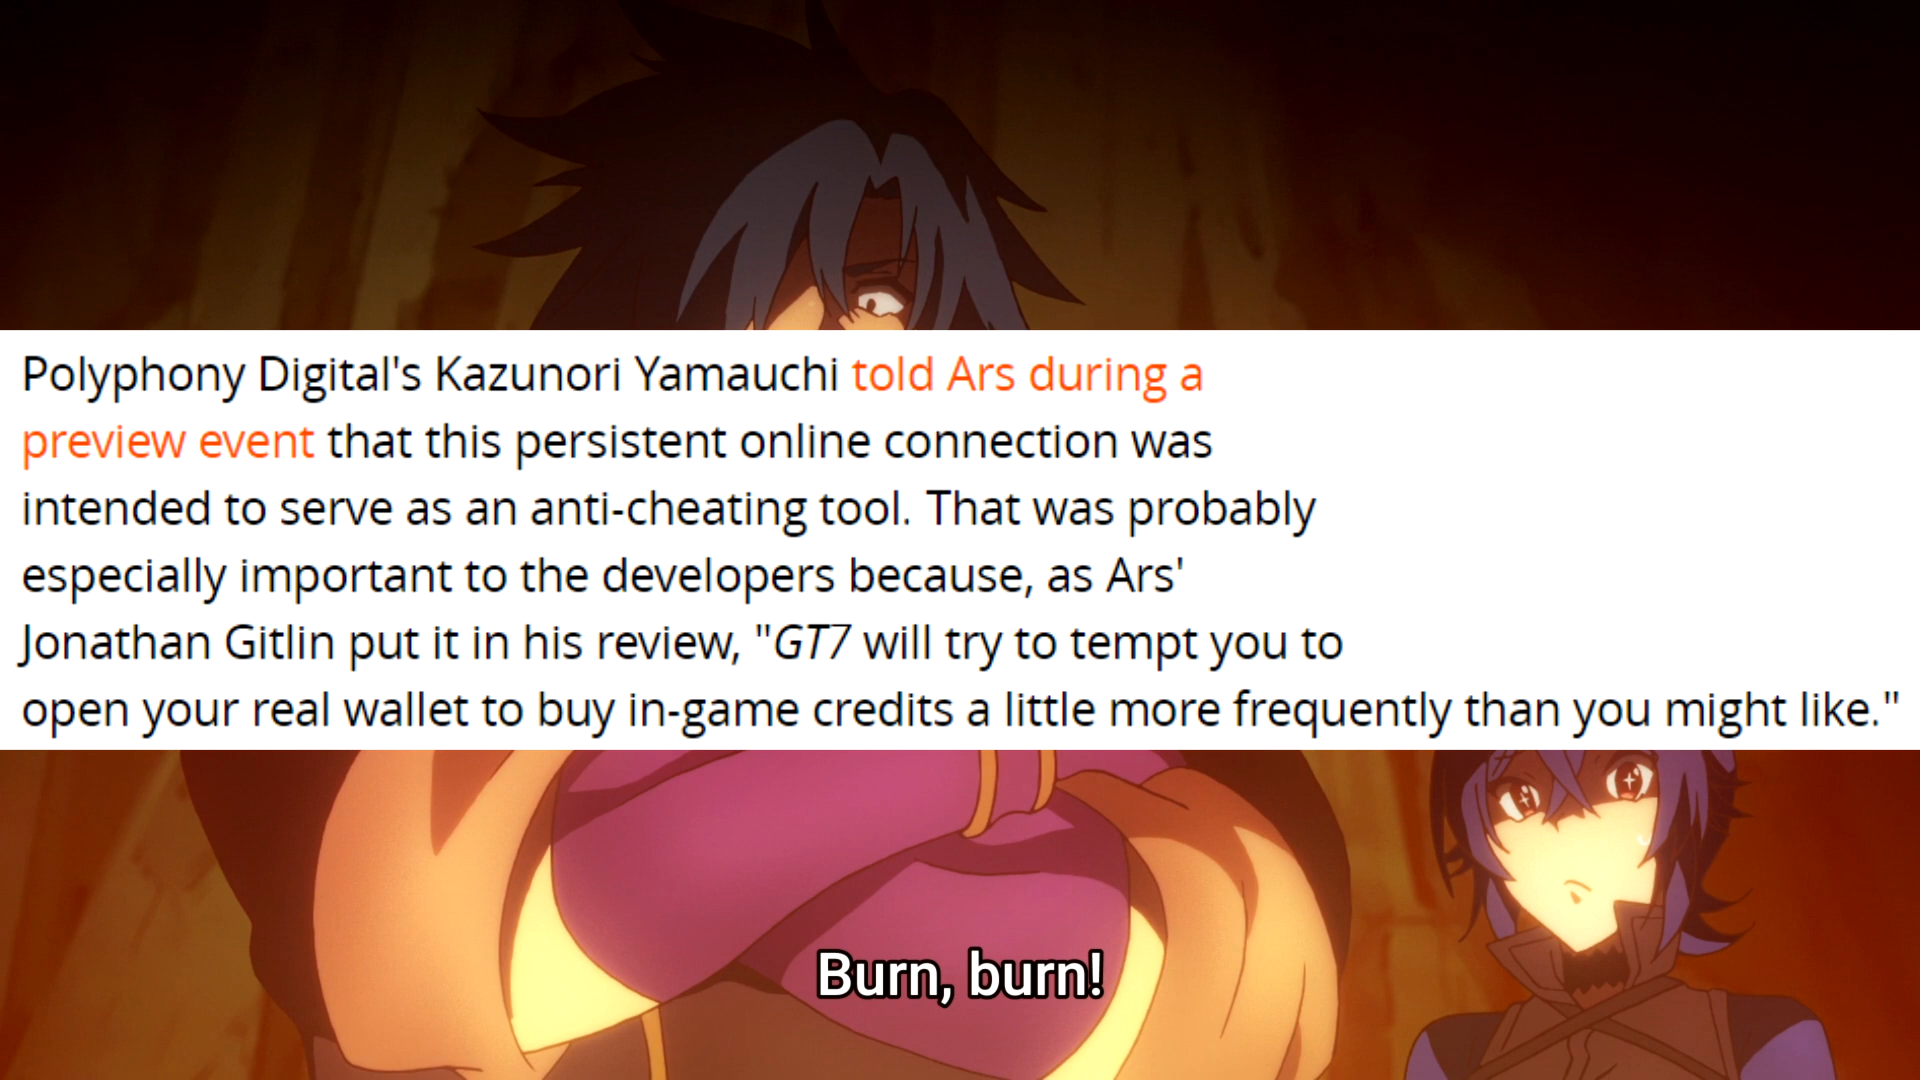 Polyphony Digital's Kazunori Yamauchi told Ars during a
preview event that this persistent online connection was
intended to serve as an anti-cheating tool. That was probably
especially important to the developers because, as Ars'
Jonathan Gitlin put it in his review, "GT7 will try to tempt you to
open your real wallet to buy in-game credits a little more frequently than you might like."
Burn, burn!